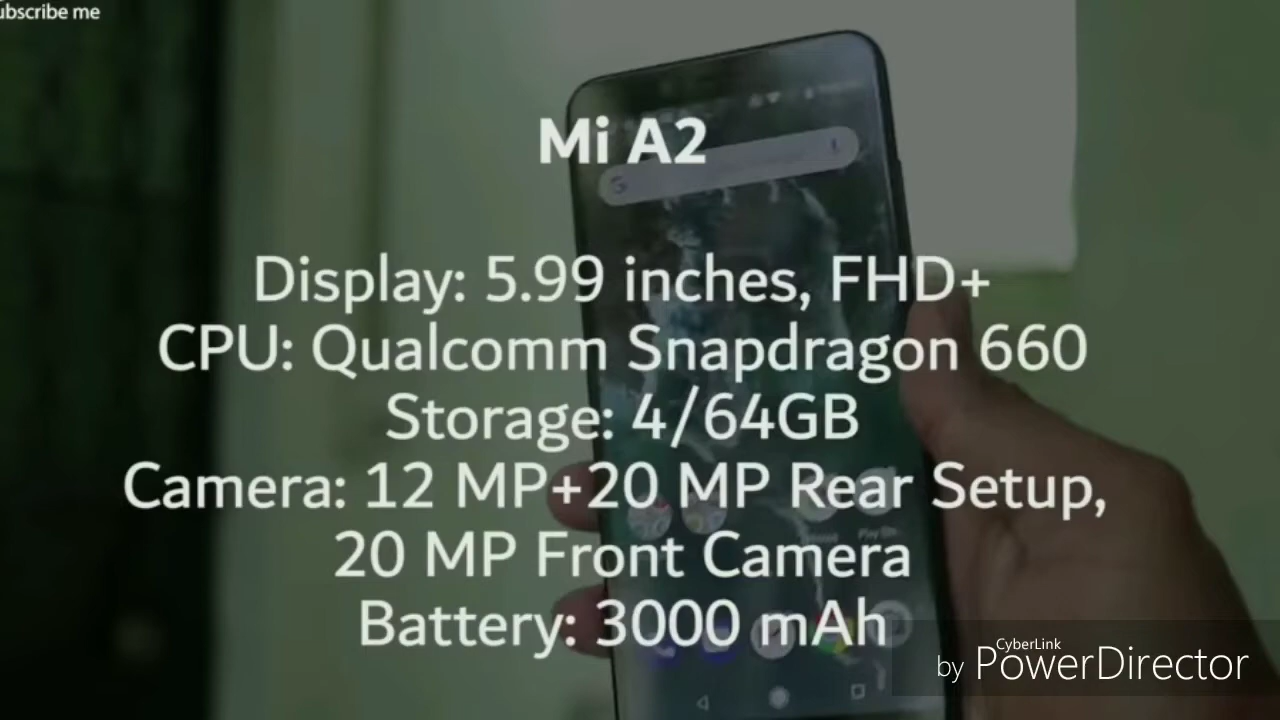 ubscribe me
Mi A2
Display: 5.99 inches, FHD+
CPU: Qualcomm Snapdragon 660
Storage: 4/64GB
Camera: 12 MP+20 MP Rear Setup,
20 MP Front Camera
Battery: 3000 mAh
CyberLink
by PowerDirector